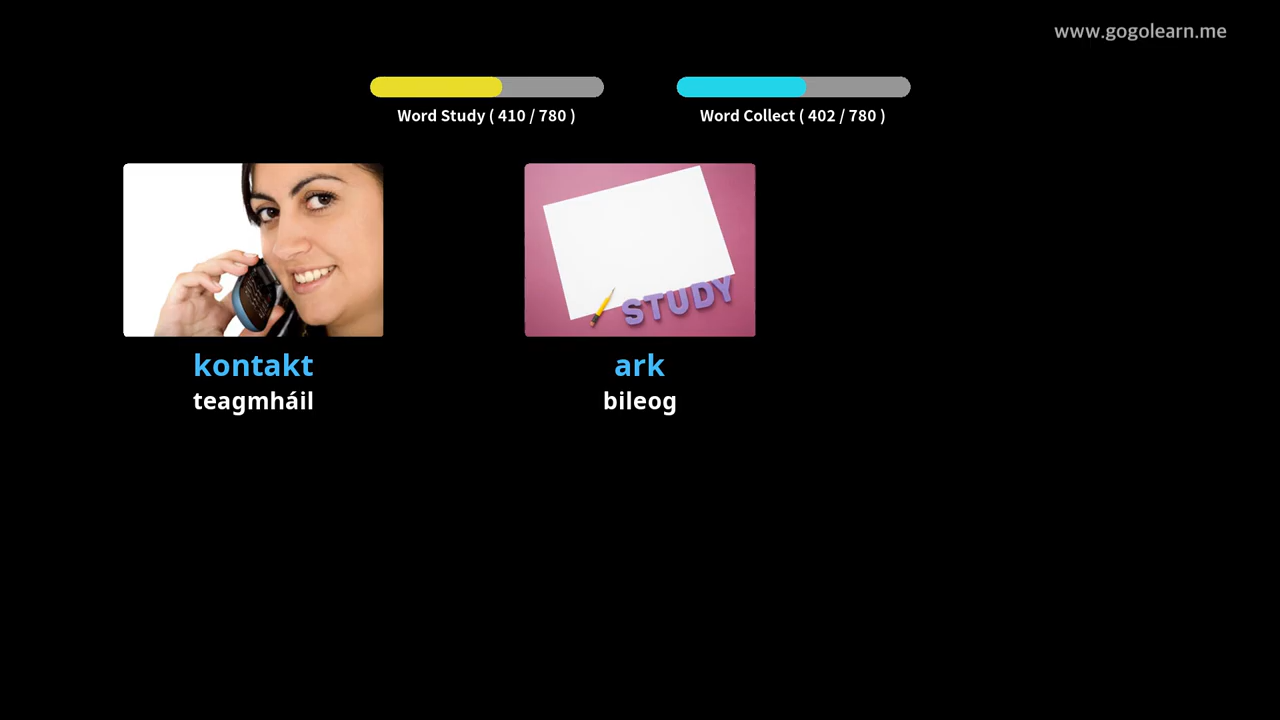 www.gogolearn.me
Word Study ( 410 / 780 )
Word Collect ( 402 / 780 )
STUDY
kontakt
teagmháil
ark
bileog